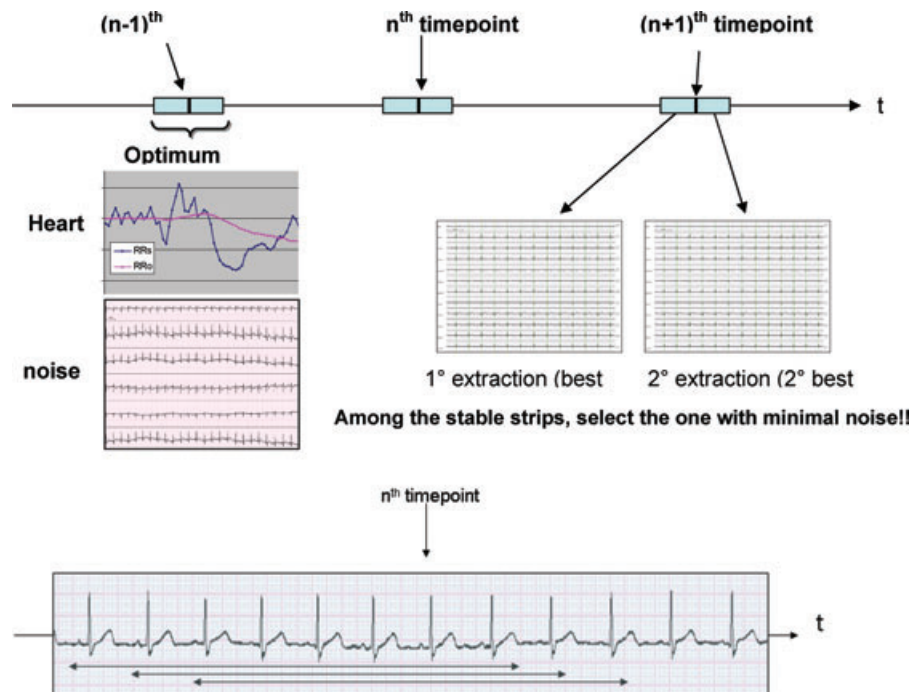 (n-1)th
nth timepoint
(n+1)th timepoint
t
Optimum
Heart
RRs
RRo
noise
1° extraction (best
2° extraction (2° best
Among the stable strips, select the one with minimal noise!!
nth timepoint
t